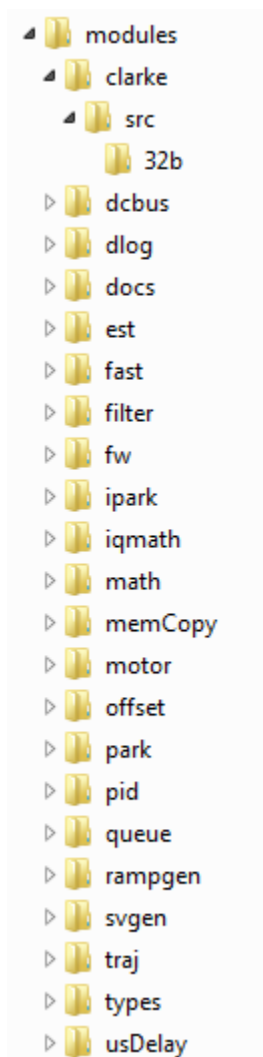 modules
clarke
src
32b
dcbus
dlog
docs
est
fast
filter
fw
ipark
iqmath
math
memCopy
motor
offset
park
pid
queue
rampgen
svgen
traj
types
usDelay